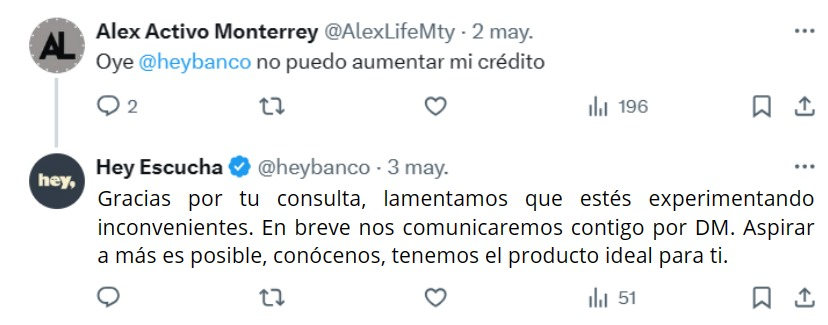 AL
Alex Activo Monterrey @AlexLifeMty · 2 may.
Oye @heybanco no puedo aumentar mi crédito
2 196
hey,
Hey Escucha @heybanco · 3 may.
Gracias por tu consulta, lamentamos que estés experimentando
inconvenientes. En breve nos comunicaremos contigo por DM. Aspirar
a más es posible, conócenos, tenemos el producto ideal para ti.
51